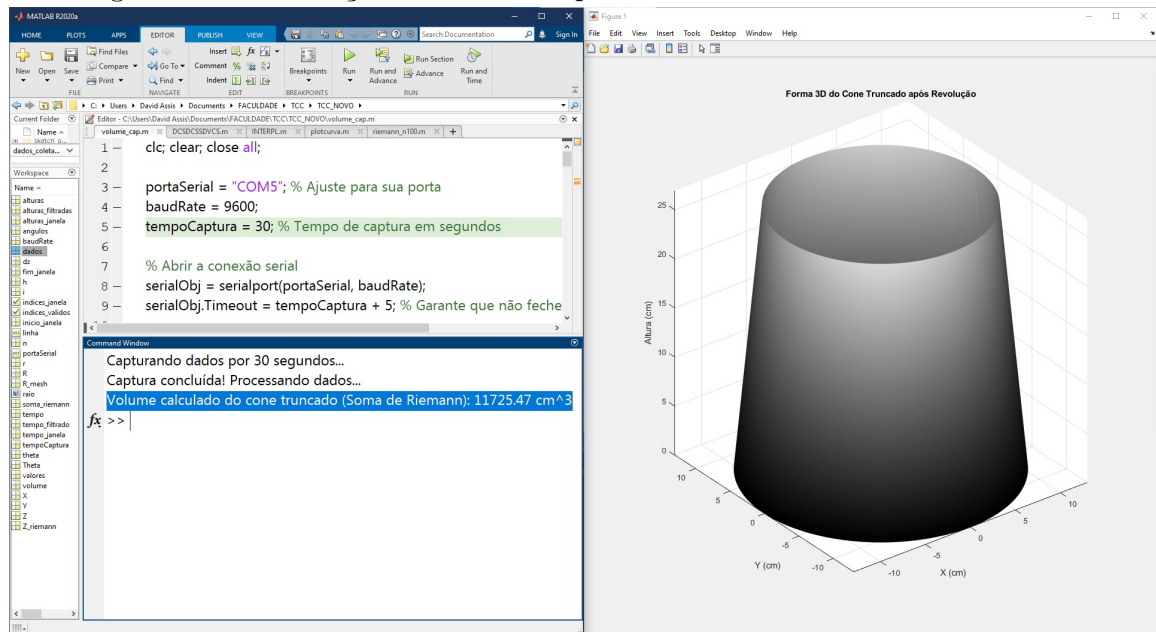 MATLAB R2020a
HOME PLOTS APPS EDITOR PUBLISH VIEW Search Documentation Sign In
New Open Save
Find Files
Compare
Print
Go To
Find
Insert
Comment
Indent
Breakpoints
Run
Run and Advance
Run Section
Advance
Run and Time
FILE NAVIGATE EDIT BREAKPOINTS RUN
C: Users David Assis Documents FACULDADE TCC TCC_NOVO
Current Folder
Name
sketch_o...
dados_coleta...
Workspace
Name
alturas
alturas_filtradas
alturas_janela
angulos
baudRate
dados
dz
fim_janela
h
i
indices_janela
indices_validos
inicio_janela
linha
n
portaSerial
r
R
R_mesh
raio
soma_riemann
tempo
tempo_filtrado
tempo_janela
tempoCaptura
theta
Theta
valores
volume
X
Y
Z
Z_riemann
Editor - C:\Users\David Assis\Documents\FACULDADE\TCC\TCC_NOVO\volume_cap.m
volume_cap.m DCSDCSSDVCS.m INTERPL.m plotcurva.m riemann_n100.m +
1 – clc; clear; close all;
2
3 – portaSerial = "COM5"; % Ajuste para sua porta
4 – baudRate = 9600;
5 – tempoCaptura = 30; % Tempo de captura em segundos
6
7 % Abrir a conexão serial
8 – serialObj = serialport(portaSerial, baudRate);
9 – serialObj.Timeout = tempoCaptura + 5; % Garante que não feche
Command Window
Capturando dados por 30 segundos...
Captura concluída! Processando dados...
Volume calculado do cone truncado (Soma de Riemann): 11725.47 cm^3
fx >>
Figure 1
File Edit View Insert Tools Desktop Window Help
Forma 3D do Cone Truncado após Revolução
Altura (cm)
25
20
15
10
5
0
10
5
0
-5
-10
Y (cm)
10
5
0
-5
-10
X (cm)